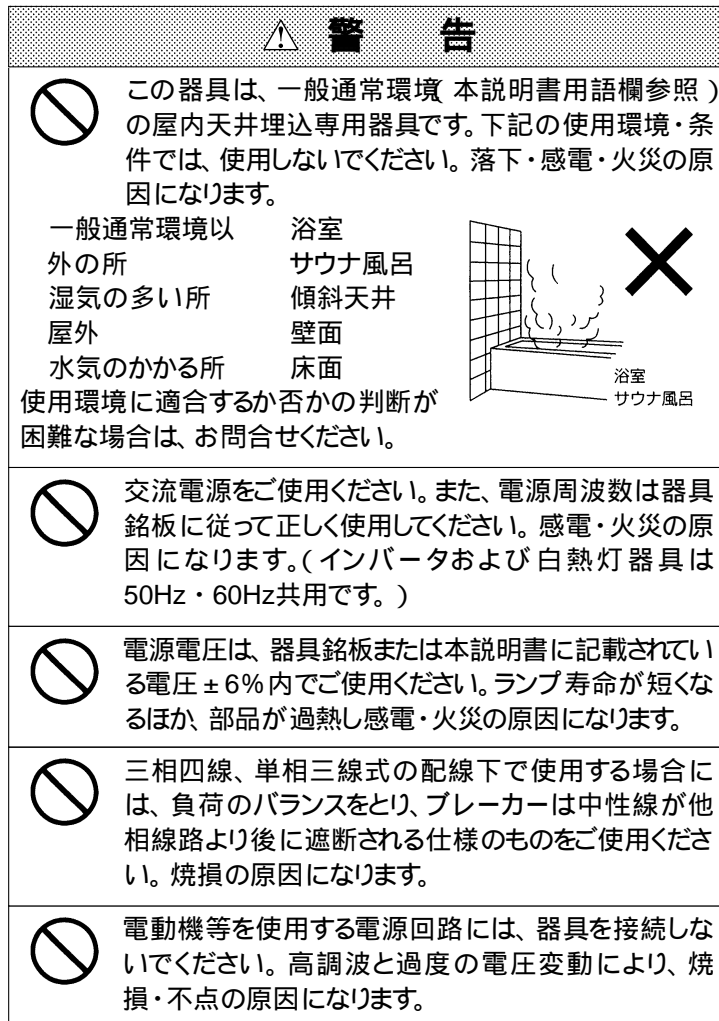 警 告
この器具は、一般通常環境(本説明書用語欄参照)
の屋内天井埋込専用器具です。下記の使用環境・条
件では、使用しないでください。落下・感電・火災の原
因になります。
一般通常環境以 浴室
外の所 サウナ風呂
湿気の多い所 傾斜天井
屋外 壁面
水気のかかる所 床面
浴室
サウナ風呂
使用環境に適合するか否かの判断が
困難な場合は、お問合せください。
交流電源をご使用ください。また、電源周波数は器具
銘板に従って正しく使用してください。感電・火災の原
因になります。(インバータおよび白熱灯器具は
50Hz・60Hz共用です。)
電源電圧は、器具銘板または本説明書に記載されてい
る電圧±6%内でご使用ください。ランプ寿命が短くな
るほか、部品が過熱し感電・火災の原因になります。
三相四線、単相三線式の配線下で使用する場合に
は、負荷のバランスをとり、ブレーカーは中性線が他
相線路より後に遮断される仕様のものをご使用くださ
い。焼損の原因になります。
電動機等を使用する電源回路には、器具を接続しな
いでください。高調波と過度の電圧変動により、焼
損・不点の原因になります。